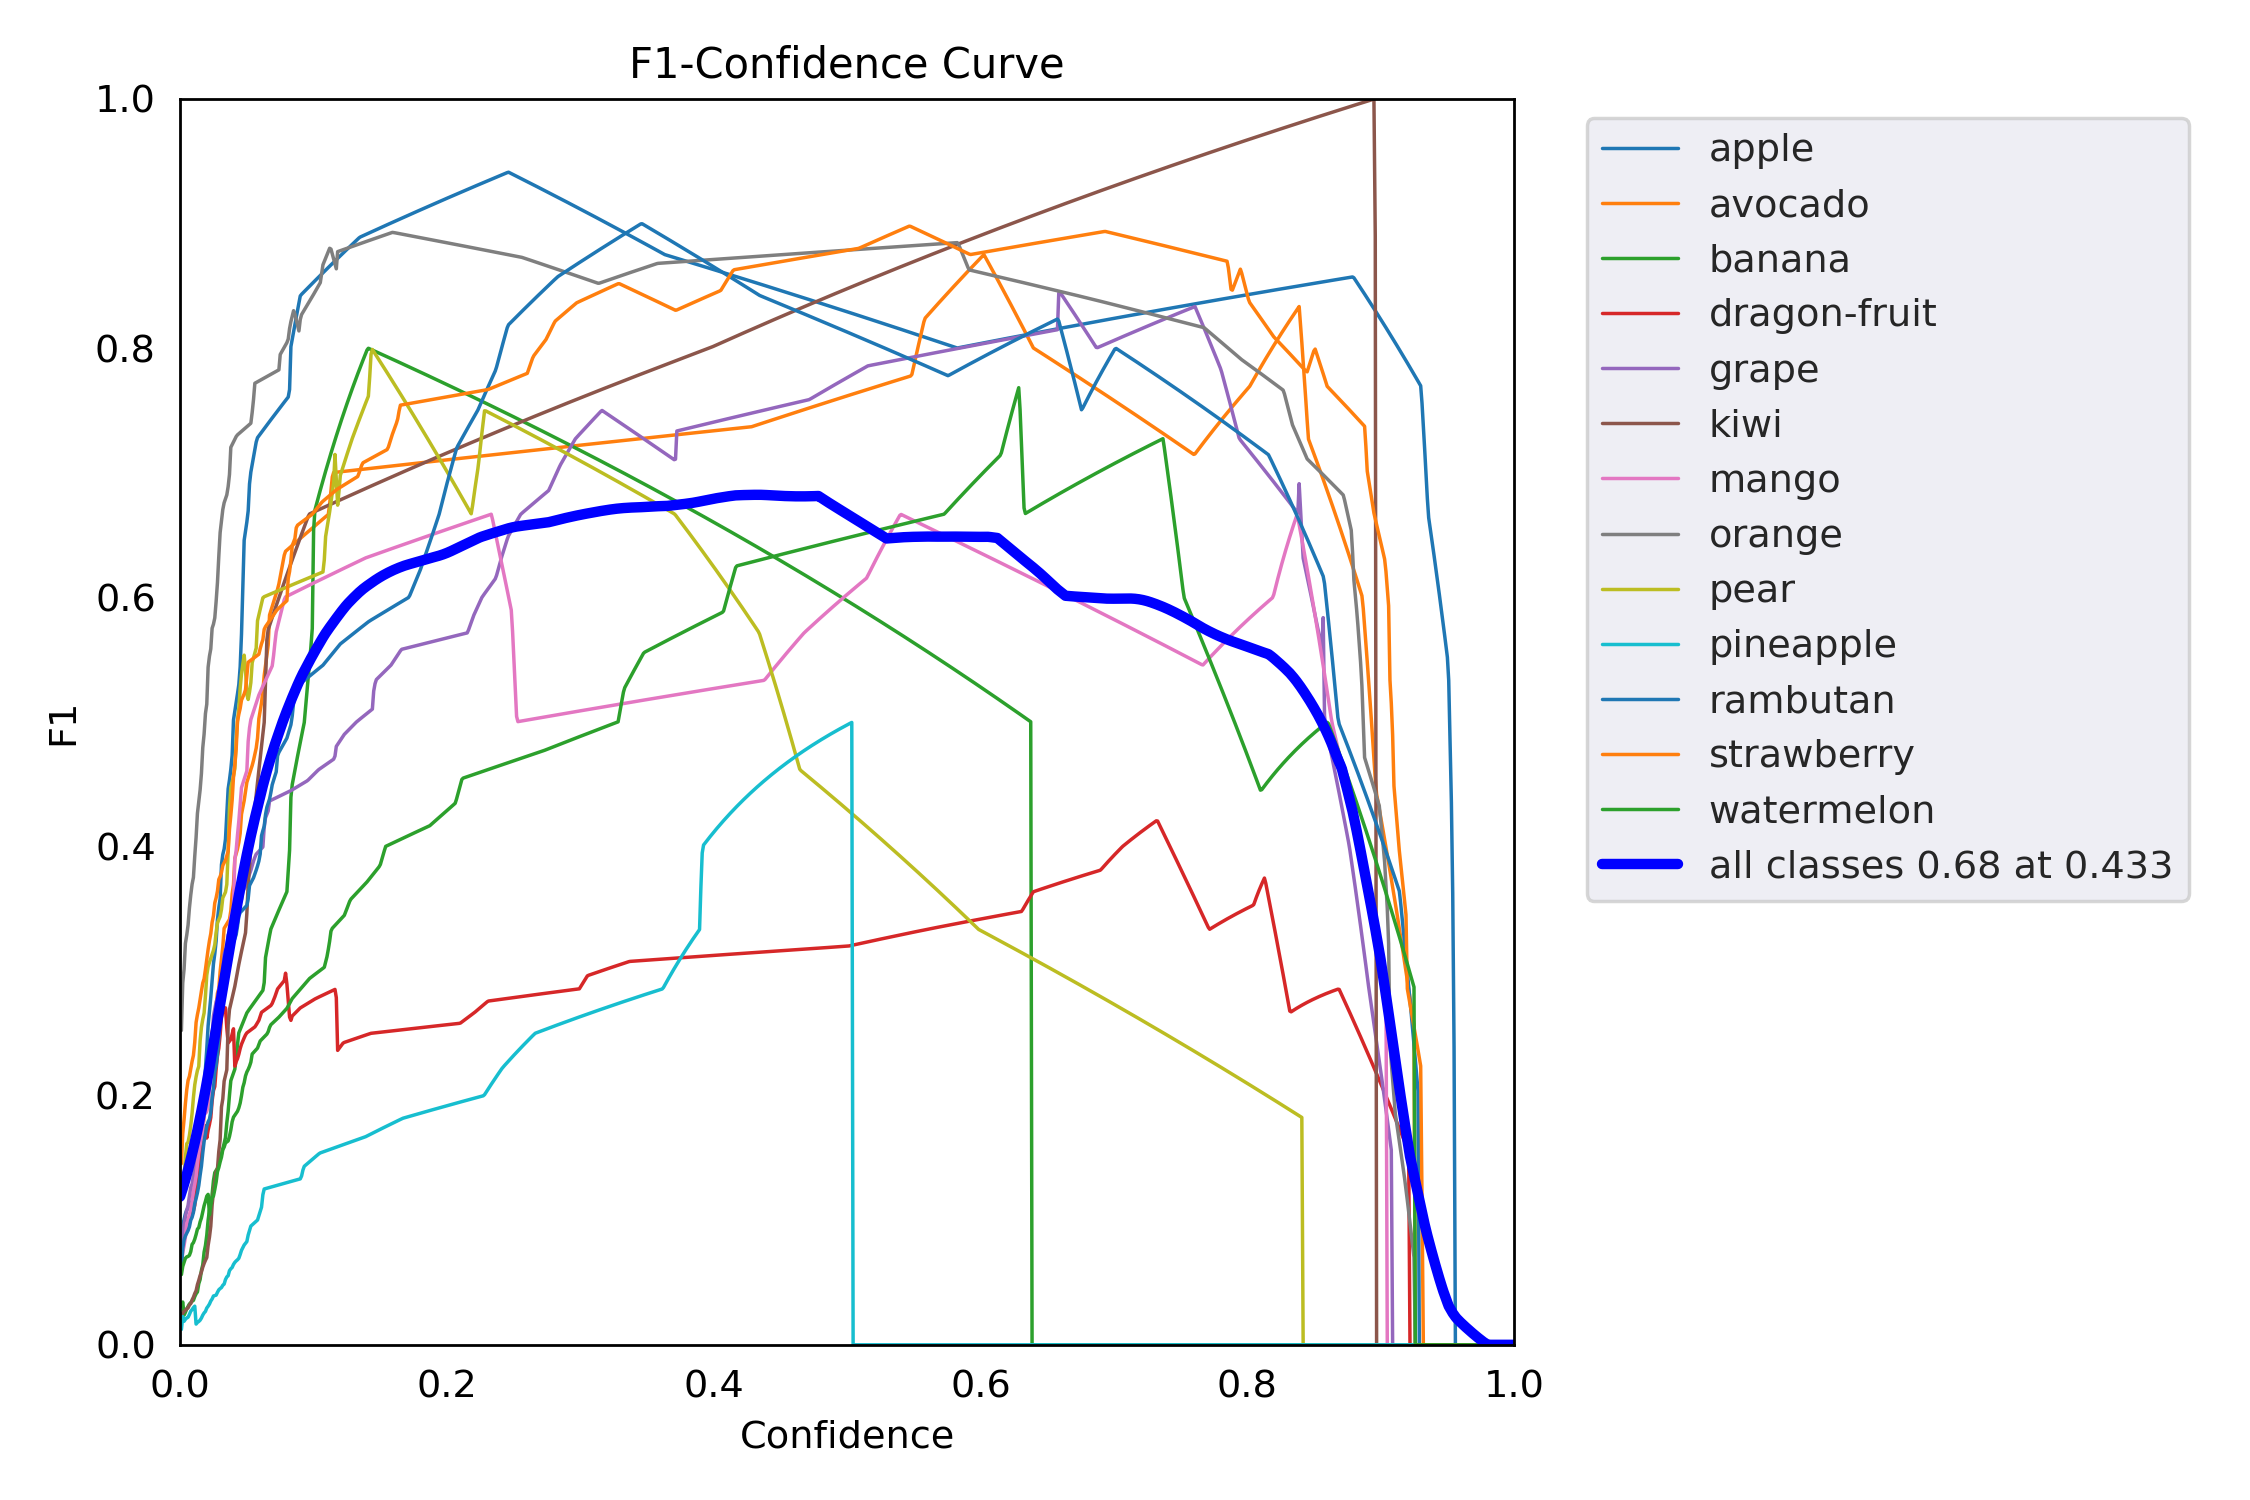 F1-Confidence Curve
1.0
0.8
0.6
0.4
0.2
0.0
F1
0.0 0.2 0.4 0.6 0.8 1.0
Confidence
apple
avocado
banana
dragon-fruit
grape
kiwi
mango
orange
pear
pineapple
rambutan
strawberry
watermelon
all classes 0.68 at 0.433